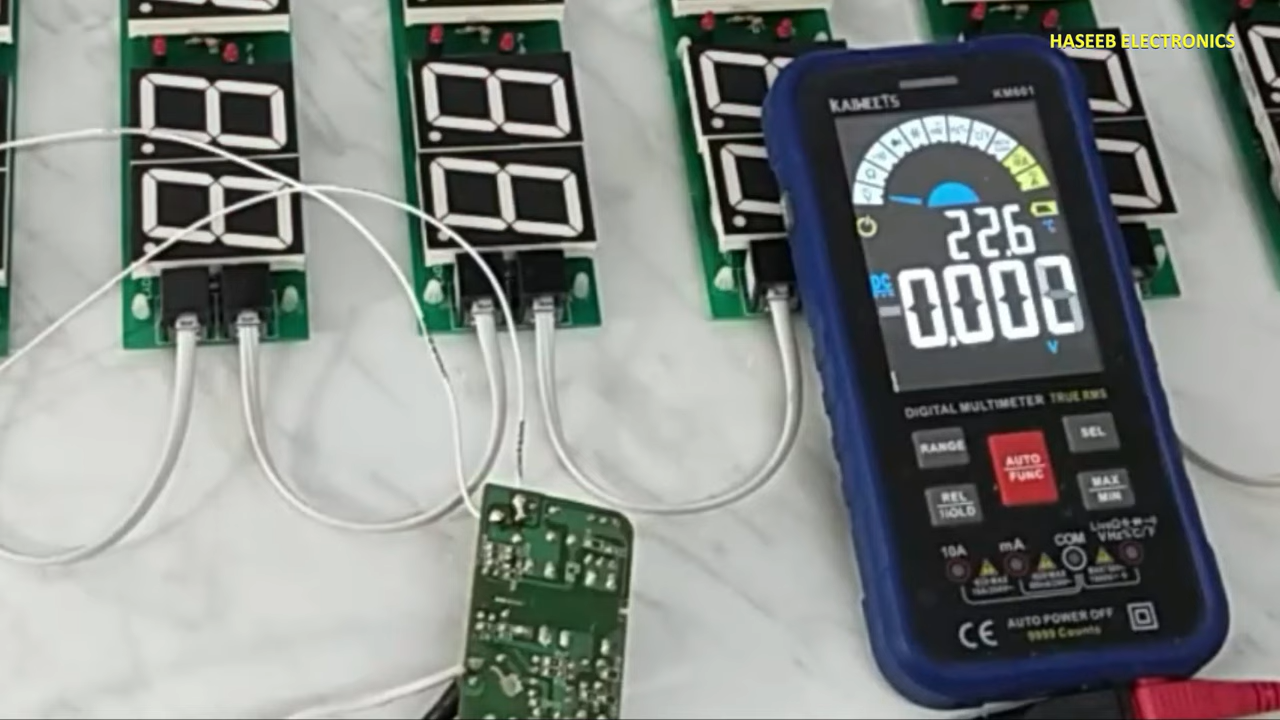 HASEEB ELECTRONICS
KAIWEETS
KM601
22.6
°C
DC
0.000
V
DIGITAL MULTIMETER TRUE RMS
RANGE
AUTO
FUNC
SEL
REL
HOLD
MAX
MIN
10A
mA
COM
CE
AUTO POWER OFF
9999 Counts